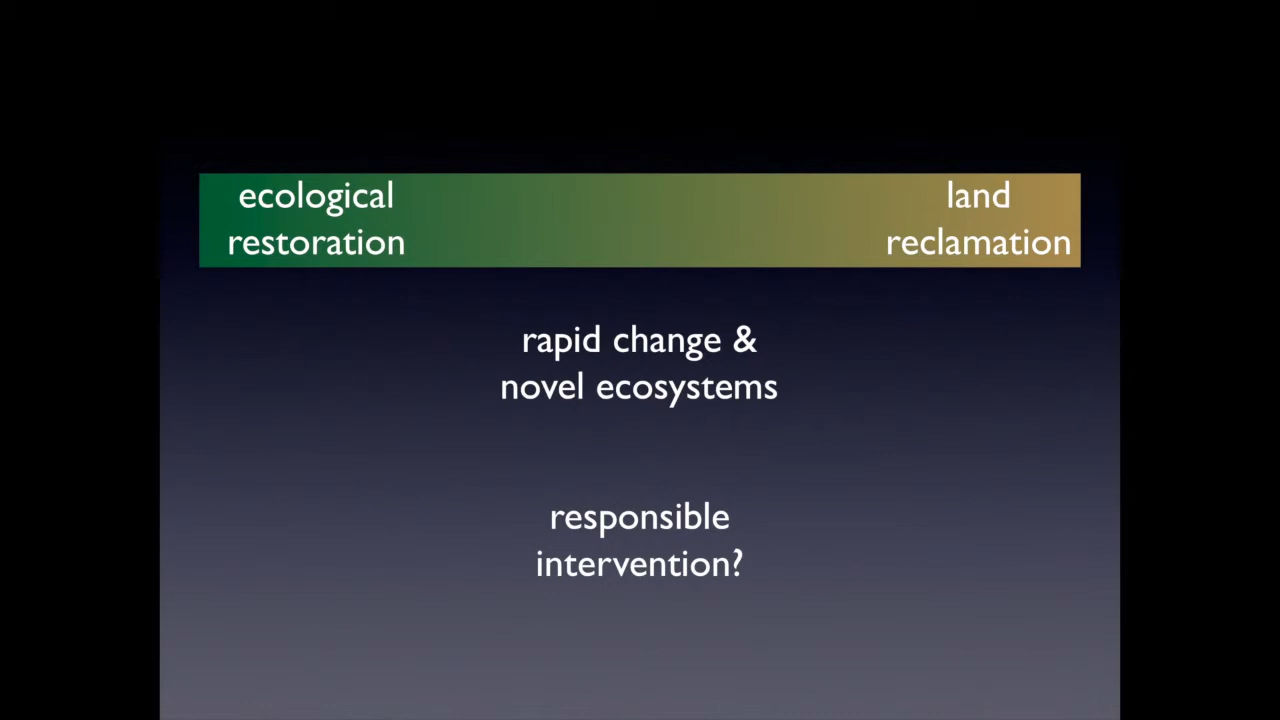 ecological
restoration
land
reclamation
rapid change &
novel ecosystems
responsible
intervention?